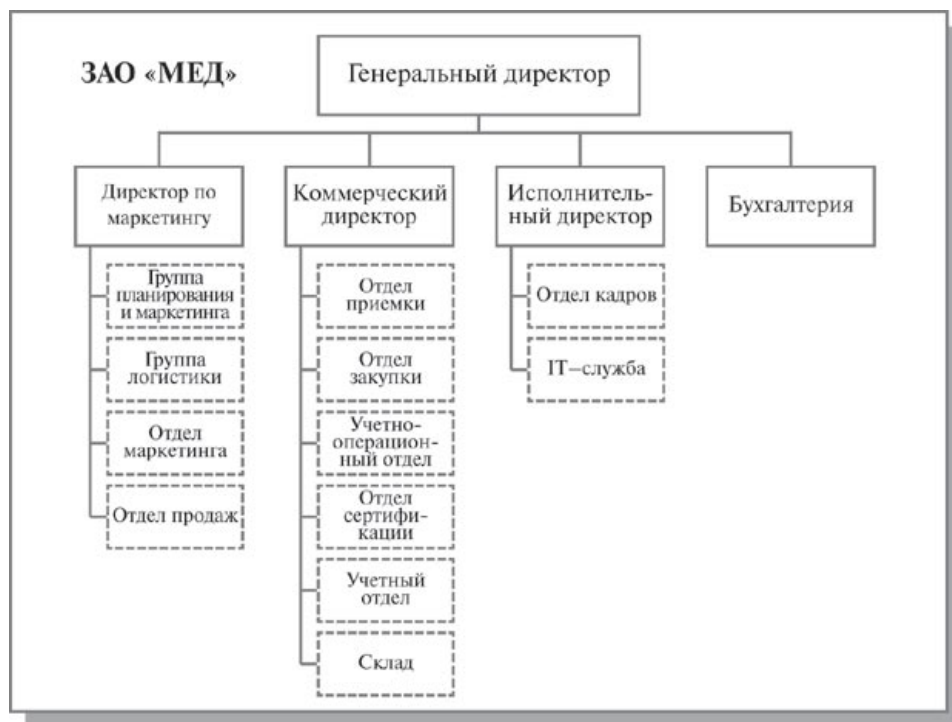 ЗАО «МЕД»
Генеральный директор
Директор по
маркетингу
Группа
планирования
и маркетинга
Группа
логистики
Отдел
маркетинга
Отдел продаж
Коммерческий
директор
Отдел
приемки
Отдел
закупки
Учетно-
операцион-
ный отдел
Отдел
сертифи-
кации
Учетный
отдел
Склад
Исполнитель-
ный директор
Отдел кадров
IT–служба
Бухгалтерия